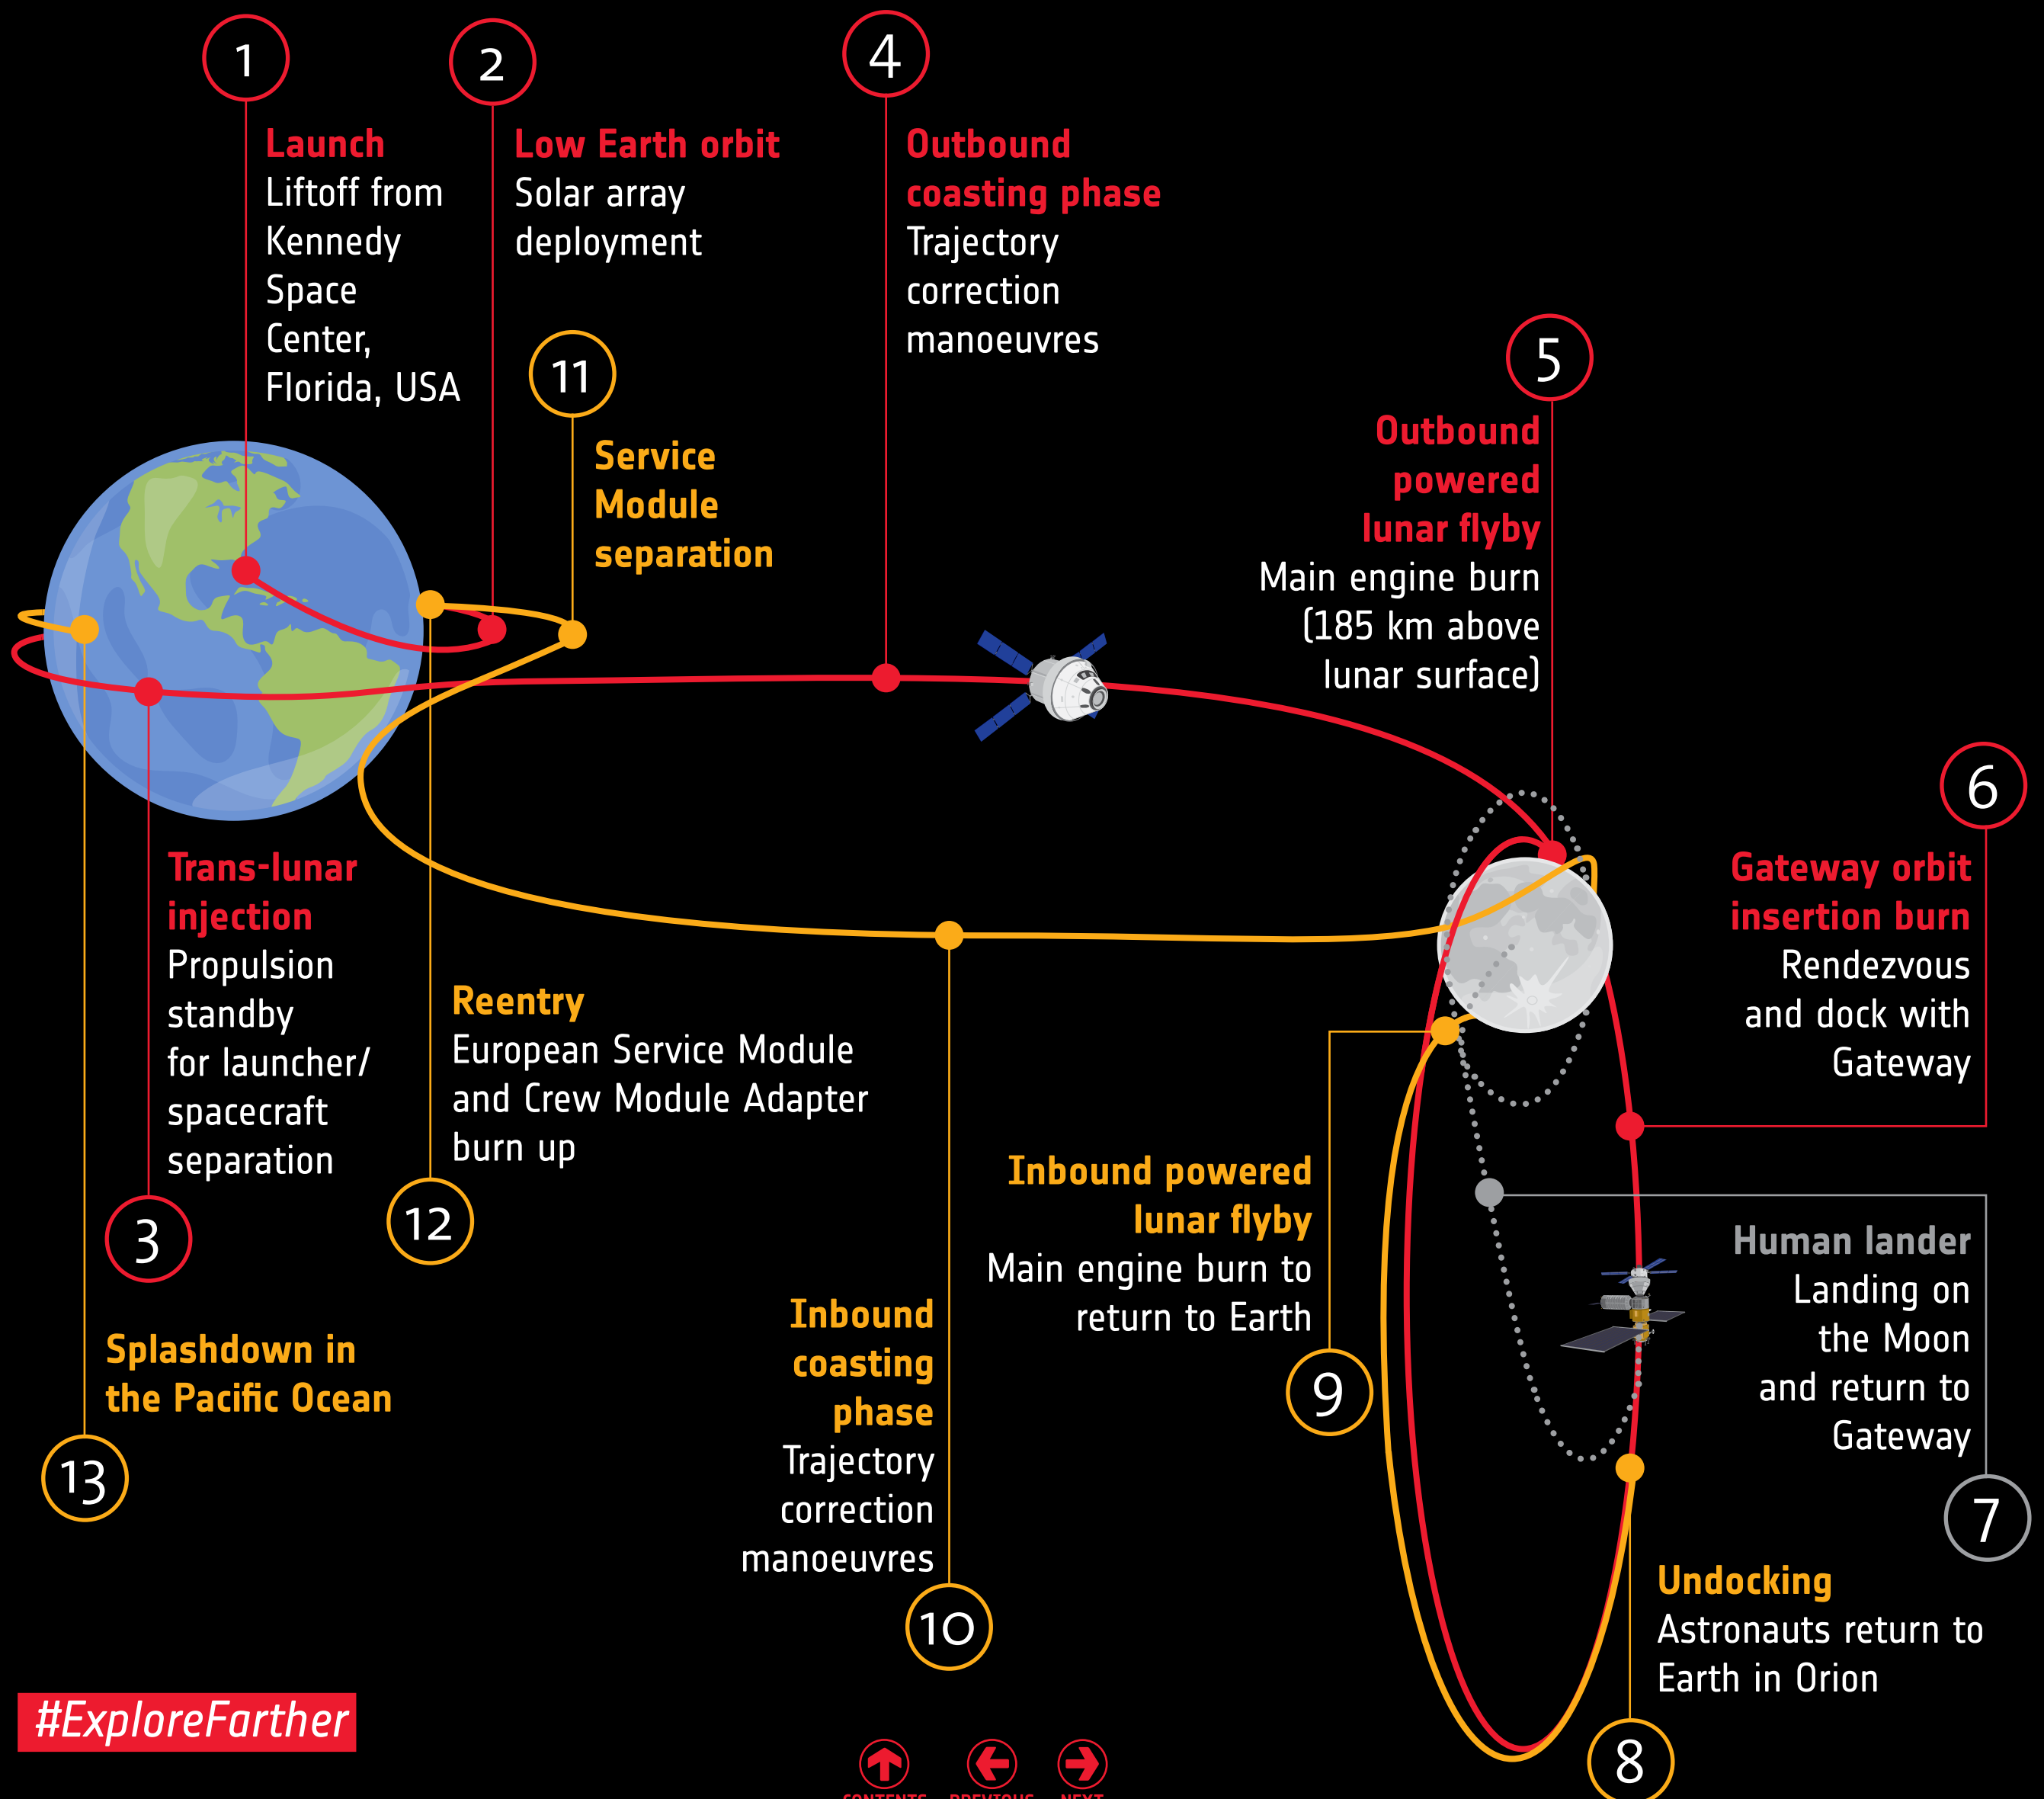 1
Launch
Liftoff from
Kennedy
Space
Center,
Florida, USA
2
Low Earth orbit
Solar array
deployment
4
Outbound
coasting phase
Trajectory
correction
manoeuvres
11
Service
Module
separation
5
Outbound
powered
lunar flyby
Main engine burn
(185 km above
lunar surface)
6
Gateway orbit
insertion burn
Rendezvous
and dock with
Gateway
Trans-lunar
injection
Propulsion
standby
for launcher/
spacecraft
separation
3
Reentry
European Service Module
and Crew Module Adapter
burn up
12
Splashdown in
the Pacific Ocean
13
Inbound powered
lunar flyby
Main engine burn to
return to Earth
9
Human lander
Landing on
the Moon
and return to
Gateway
7
Inbound
coasting
phase
Trajectory
correction
manoeuvres
10
Undocking
Astronauts return to
Earth in Orion
8
#ExploreFarther
CONTENTS PREVIOUS NEXT